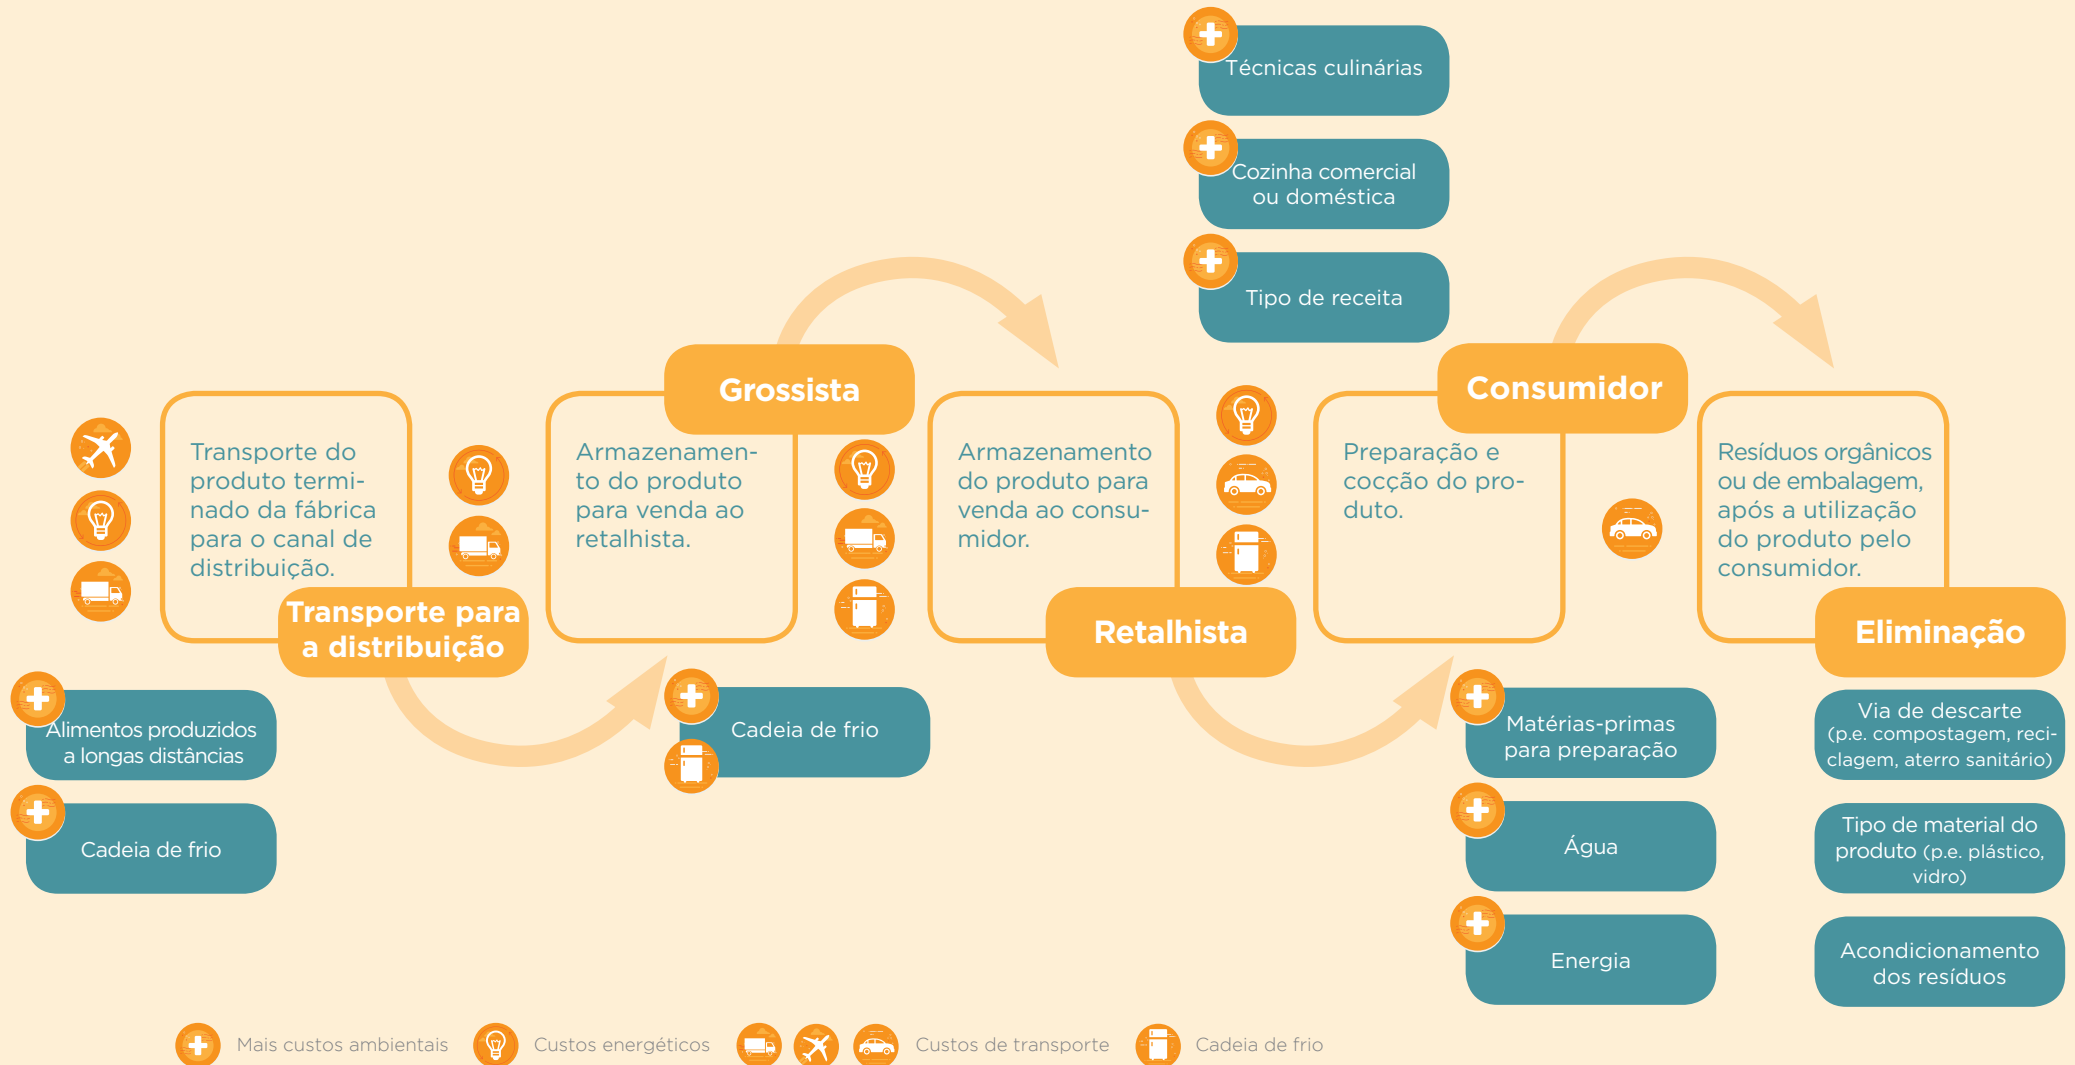 Técnicas culinárias
Cozinha comercial
ou doméstica
Tipo de receita
Transporte do
produto termi-
nado da fábrica
para o canal de
distribuição.
Transporte para
a distribuição
Alimentos produzidos
a longas distâncias
Cadeia de frio
Grossista
Armazenamen-
to do produto
para venda ao
retalhista.
Cadeia de frio
Armazenamento
do produto para
venda ao consu-
midor.
Retalhista
Consumidor
Preparação e
cocção do pro-
duto.
Matérias-primas
para preparação
Água
Energia
Resíduos orgânicos
ou de embalagem,
após a utilização
do produto pelo
consumidor.
Eliminação
Via de descarte
(p.e. compostagem, reci-
clagem, aterro sanitário)
Tipo de material do
produto (p.e. plástico,
vidro)
Acondicionamento
dos resíduos
Mais custos ambientais
Custos energéticos
Custos de transporte
Cadeia de frio